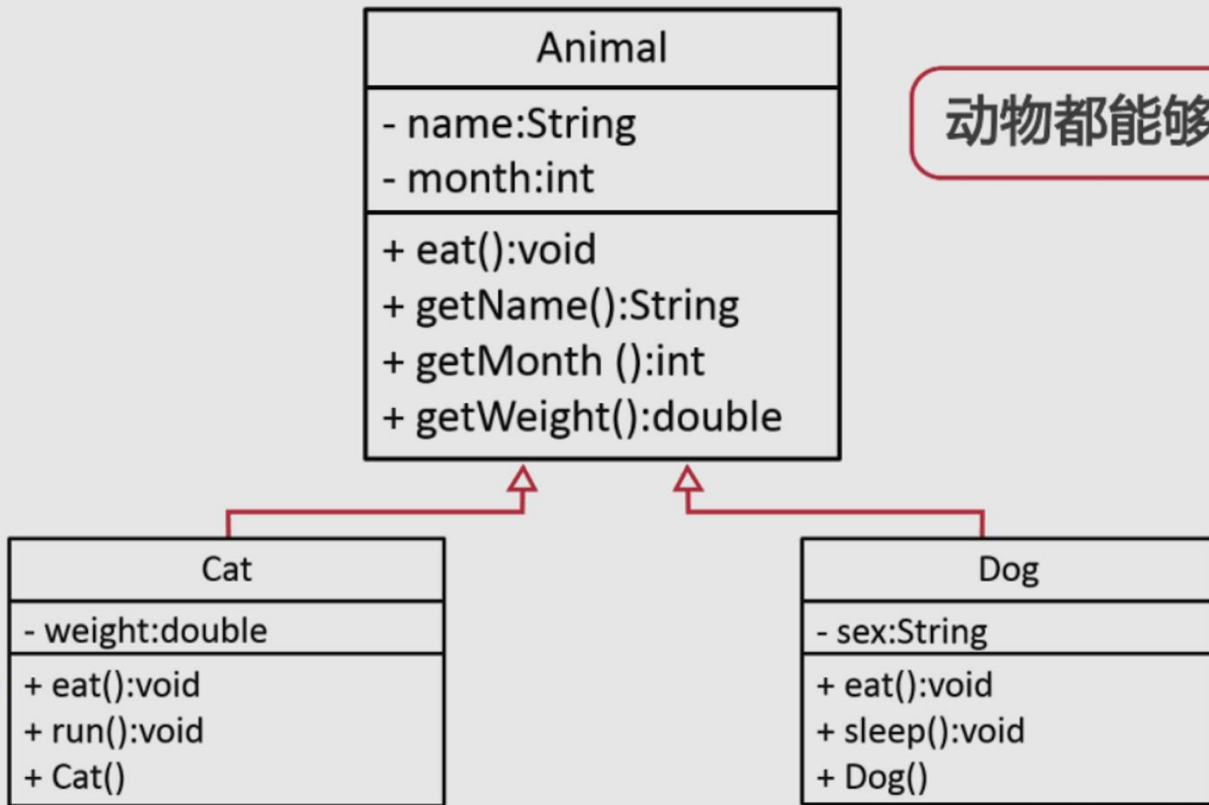 Animal
- name:String
- month:int
+ eat():void
+ getName():String
+ getMonth ():int
+ getWeight():double
动物都能够
Cat
- weight:double
+ eat():void
+ run():void
+ Cat()
Dog
- sex:String
+ eat():void
+ sleep():void
+ Dog()